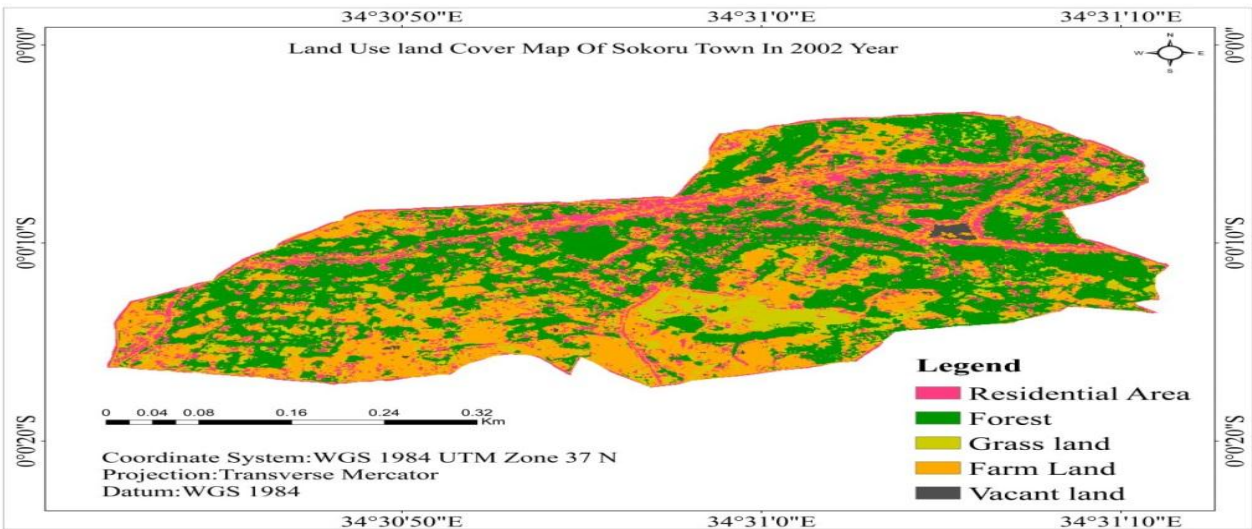 34°30'50"E 34°31'0"E 34°31'10"E
Land Use land Cover Map Of Sokoru Town In 2002 Year
N
W E
S
0°0'0" 0°0'0"
0°0'10"S 0°0'10"S
0°0'20"S 0°0'20"S
Legend
Residential Area
Forest
Grass land
Farm Land
Vacant land
0 0.04 0.08 0.16 0.24 0.32
Km
Coordinate System:WGS 1984 UTM Zone 37 N
Projection:Transverse Mercator
Datum:WGS 1984
34°30'50"E 34°31'0"E 34°31'10"E